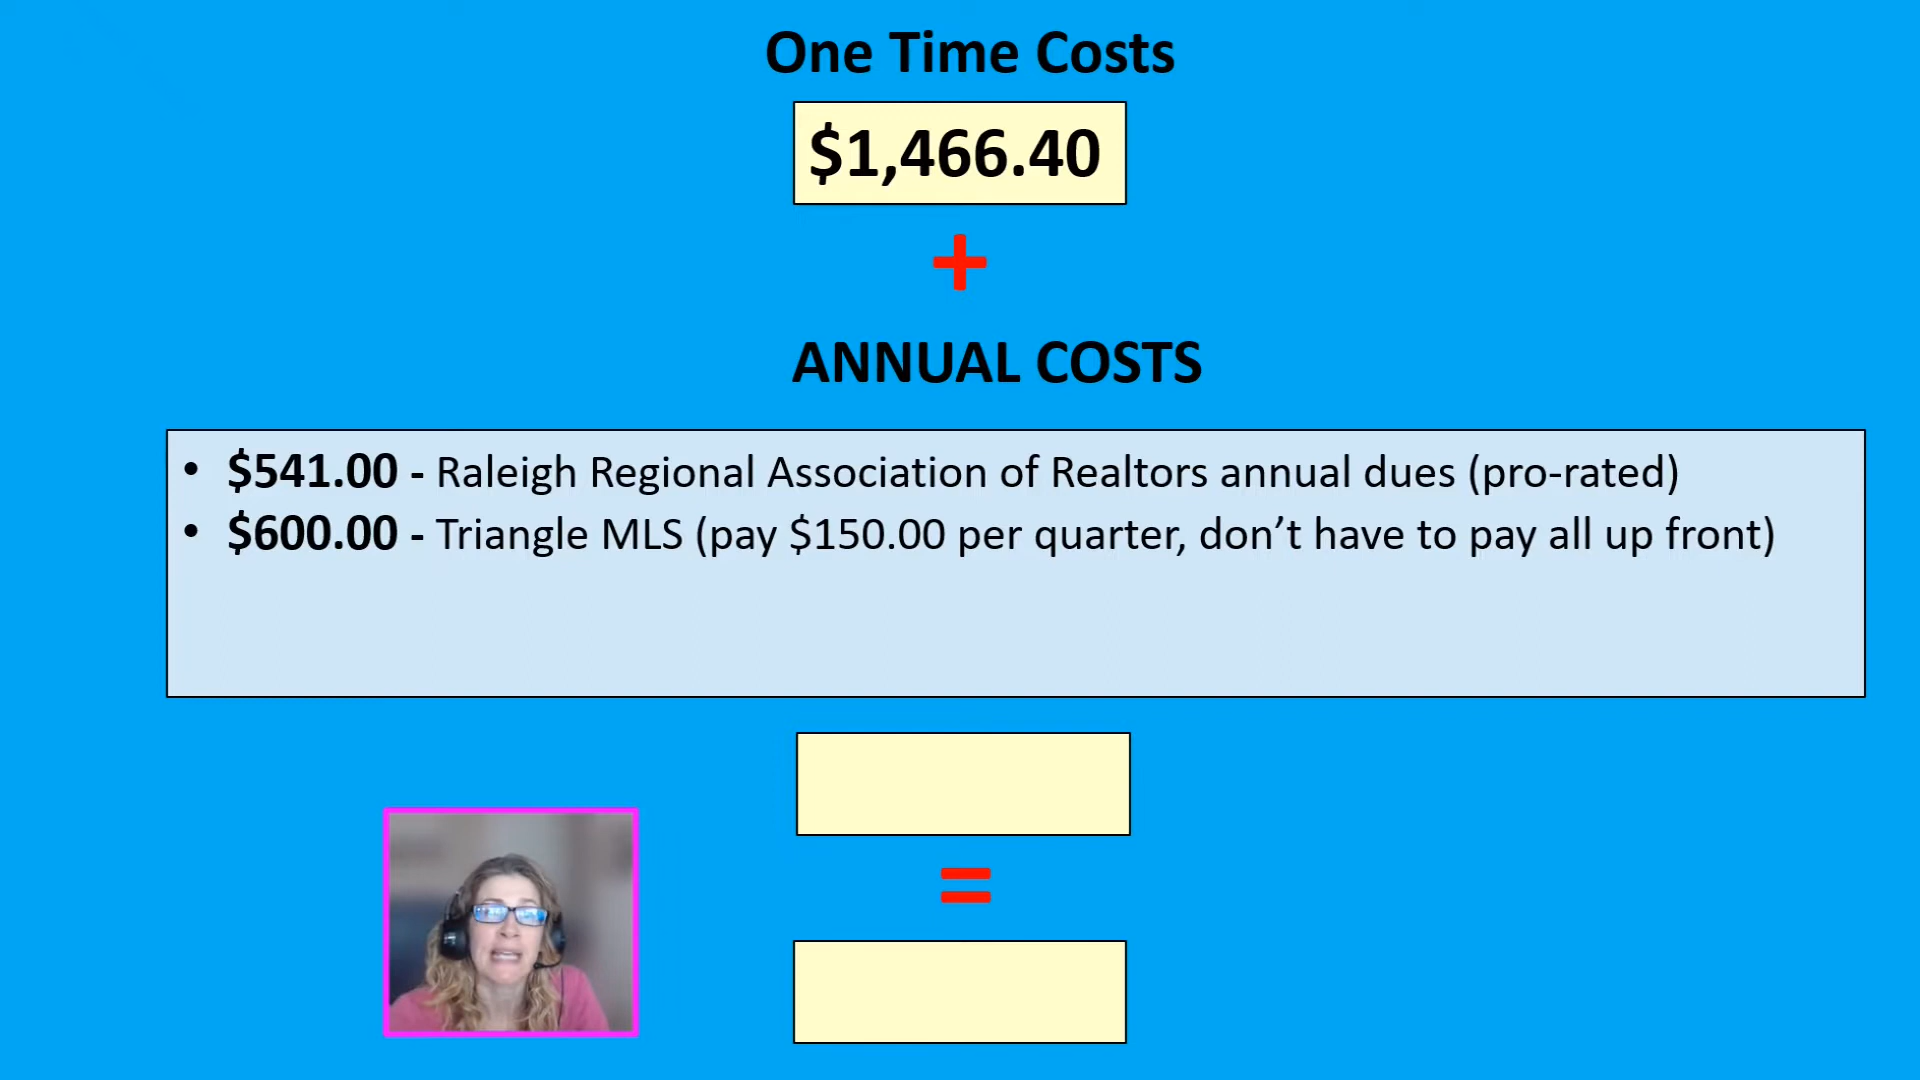 One Time Costs
$1,466.40
+
ANNUAL COSTS
• $541.00 - Raleigh Regional Association of Realtors annual dues (pro-rated)
• $600.00 - Triangle MLS (pay $150.00 per quarter, don’t have to pay all up front)
=